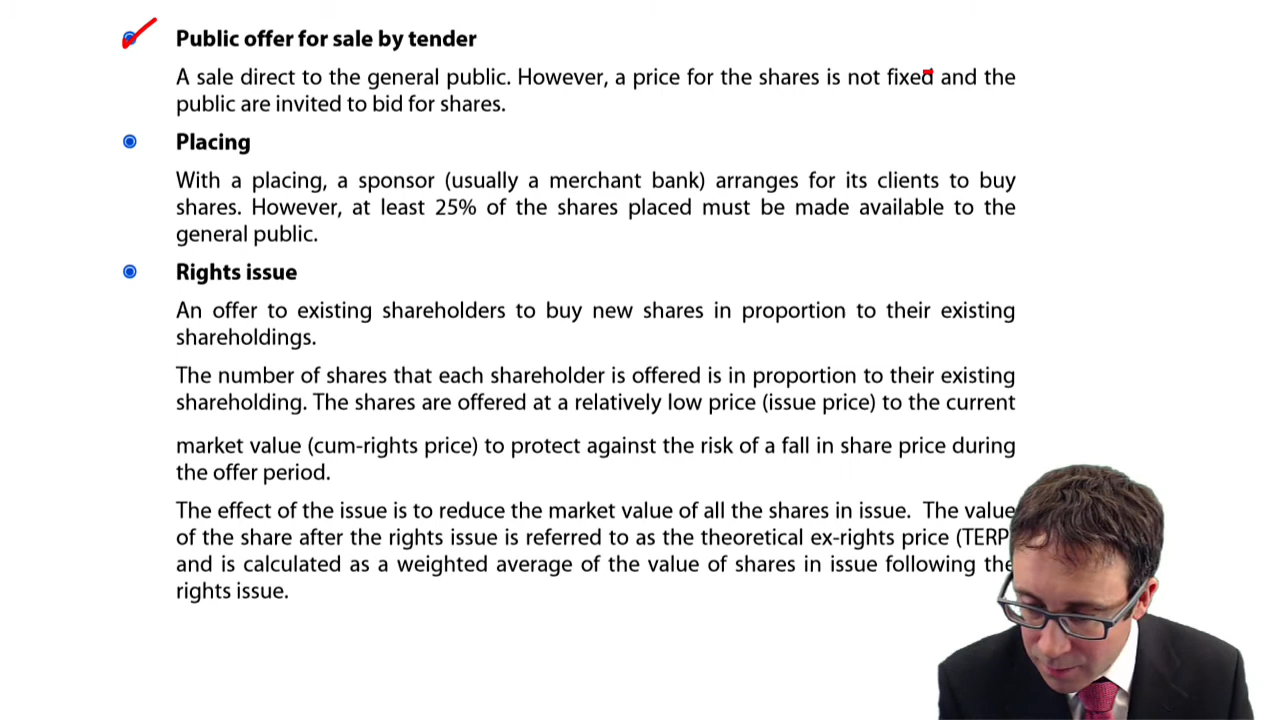 Public offer for sale by tender
A sale direct to the general public. However, a price for the shares is not fixed and the
public are invited to bid for shares.
Placing
With a placing, a sponsor (usually a merchant bank) arranges for its clients to buy
shares. However, at least 25% of the shares placed must be made available to the
general public.
Rights issue
An offer to existing shareholders to buy new shares in proportion to their existing
shareholdings.
The number of shares that each shareholder is offered is in proportion to their existing
shareholding. The shares are offered at a relatively low price (issue price) to the current
market value (cum-rights price) to protect against the risk of a fall in share price during
the offer period.
The effect of the issue is to reduce the market value of all the shares in issue. The value
of the share after the rights issue is referred to as the theoretical ex-rights price (TERP
and is calculated as a weighted average of the value of shares in issue following the
rights issue.